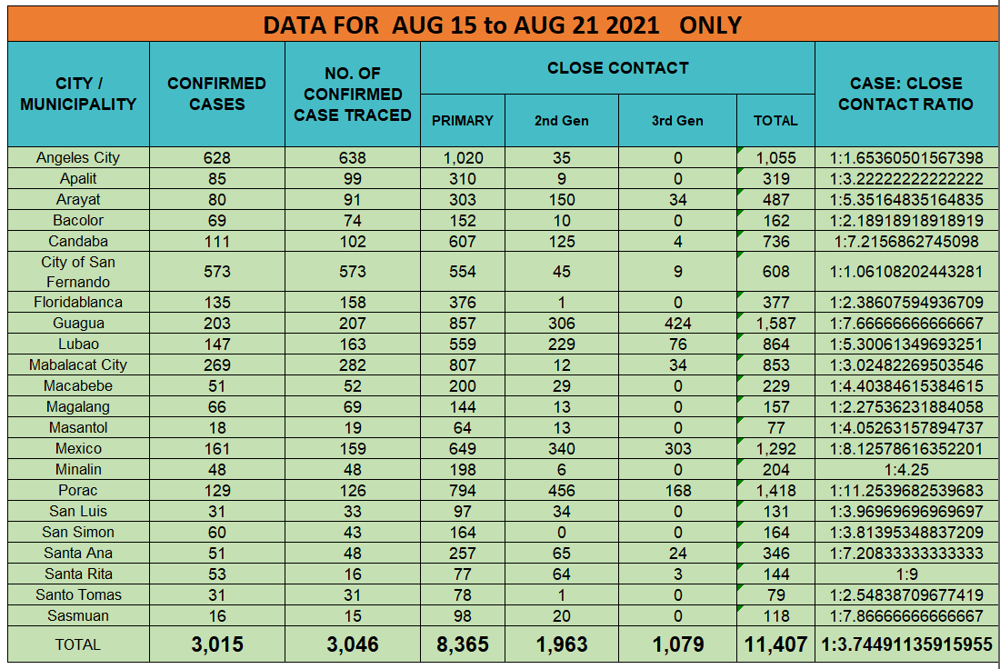 DATA FOR AUG 15 to AUG 21 2021 ONLY
CITY / MUNICIPALITY CONFIRMED CASES NO. OF CONFIRMED CASE TRACED CLOSE CONTACT CASE: CLOSE CONTACT RATIO
PRIMARY 2nd Gen 3rd Gen TOTAL
Angeles City 628 638 1,020 35 0 1,055 1:1.65360501567398
Apalit 85 99 310 9 0 319 1:3.22222222222222
Arayat 80 91 303 150 34 487 1:5.35164835164835
Bacolor 69 74 152 10 0 162 1:2.18918918918919
Candaba 111 102 607 125 4 736 1:7.2156862745098
City of San Fernando 573 573 554 45 9 608 1:1.06108202443281
Floridablanca 135 158 376 1 0 377 1:2.38607594936709
Guagua 203 207 857 306 424 1,587 1:7.66666666666667
Lubao 147 163 559 229 76 864 1:5.30061349693251
Mabalacat City 269 282 807 12 34 853 1:3.02482269503546
Macabebe 51 52 200 29 0 229 1:4.40384615384615
Magalang 66 69 144 13 0 157 1:2.27536231884058
Masantol 18 19 64 13 0 77 1:4.05263157894737
Mexico 161 159 649 340 303 1,292 1:8.12578616352201
Minalin 48 48 198 6 0 204 1:4.25
Porac 129 126 794 456 168 1,418 1:11.2539682539683
San Luis 31 33 97 34 0 131 1:3.96969696969697
San Simon 60 43 164 0 0 164 1:3.81395348837209
Santa Ana 51 48 257 65 24 346 1:7.20833333333333
Santa Rita 53 16 77 64 3 144 1:9
Santo Tomas 31 31 78 1 0 79 1:2.54838709677419
Sasmuan 16 15 98 20 0 118 1:7.86666666666667
TOTAL 3,015 3,046 8,365 1,963 1,079 11,407 1:3.74491135915955